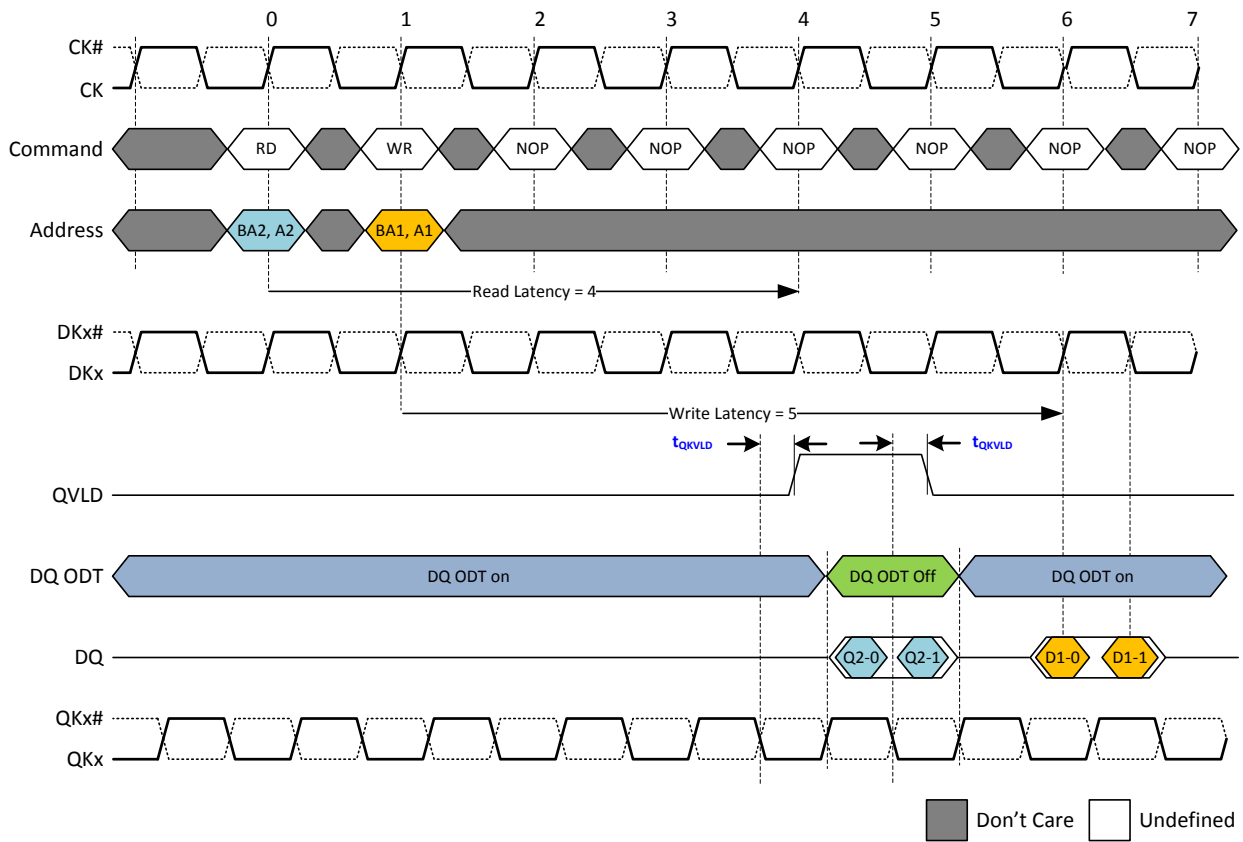 0 1 2 3 4 5 6 7
CK#
CK
Command RD WR NOP NOP NOP NOP NOP NOP
Address BA2, A2 BA1, A1
Read Latency = 4
DKx#
DKx
Write Latency = 5
tQKVLD tQKVLD
QVLD
DQ ODT DQ ODT on DQ ODT Off DQ ODT on
DQ Q2-0 Q2-1 D1-0 D1-1
QKx#
QKx
Don't Care Undefined